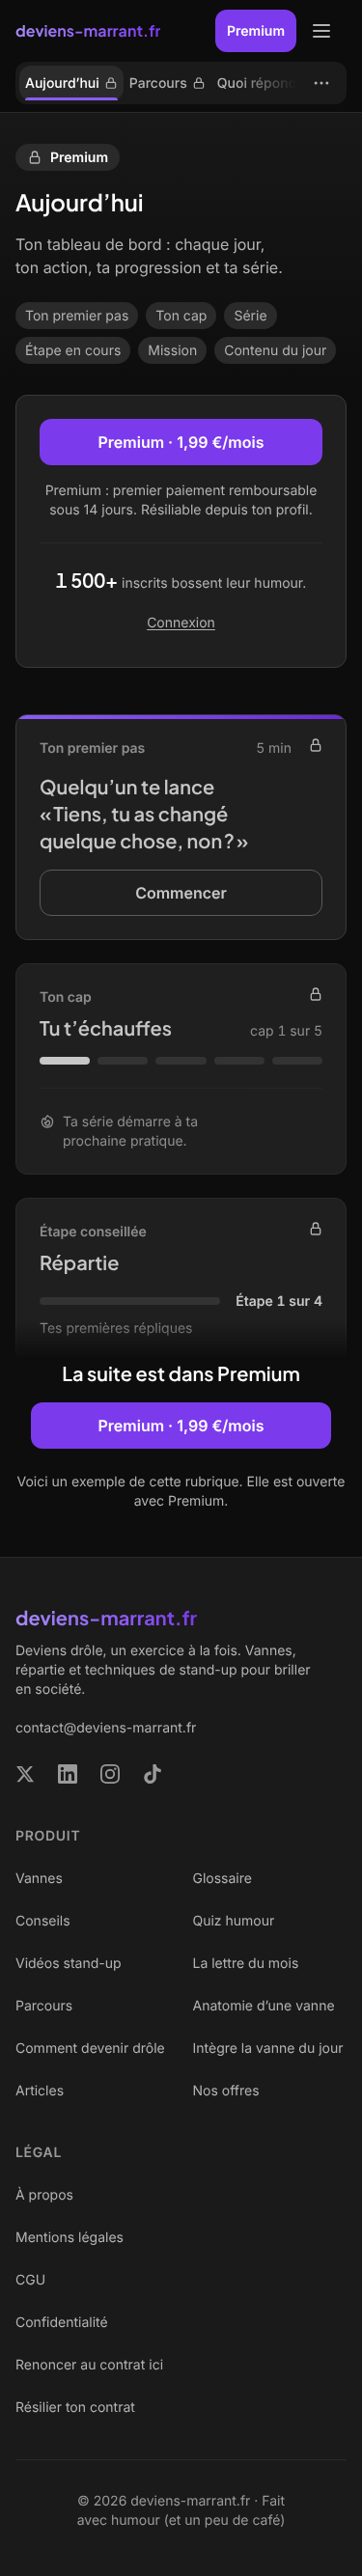 deviens-marrant.fr
Premium
Aujourd’hui
Parcours
Quoi répond
Premium
Aujourd’hui
Ton tableau de bord : chaque jour,
ton action, ta progression et ta série.
Ton premier pas
Ton cap
Série
Étape en cours
Mission
Contenu du jour
Premium · 1,99 €/mois
Premium : premier paiement remboursable
sous 14 jours. Résiliable depuis ton profil.
1 500+ inscrits bossent leur humour.
Connexion
Ton premier pas
5 min
Quelqu’un te lance
« Tiens, tu as changé
quelque chose, non ? »
Commencer
Ton cap
Tu t’échauffes
cap 1 sur 5
Ta série démarre à ta
prochaine pratique.
Étape conseillée
Répartie
Étape 1 sur 4
Tes premières répliques
La suite est dans Premium
Premium · 1,99 €/mois
Voici un exemple de cette rubrique. Elle est ouverte
avec Premium.
deviens-marrant.fr
Deviens drôle, un exercice à la fois. Vannes,
répartie et techniques de stand-up pour briller
en société.
contact@deviens-marrant.fr
PRODUIT
Vannes
Glossaire
Conseils
Quiz humour
Vidéos stand-up
La lettre du mois
Parcours
Anatomie d’une vanne
Comment devenir drôle
Intègre la vanne du jour
Articles
Nos offres
LÉGAL
À propos
Mentions légales
CGU
Confidentialité
Renoncer au contrat ici
Résilier ton contrat
© 2026 deviens-marrant.fr · Fait
avec humour (et un peu de café)